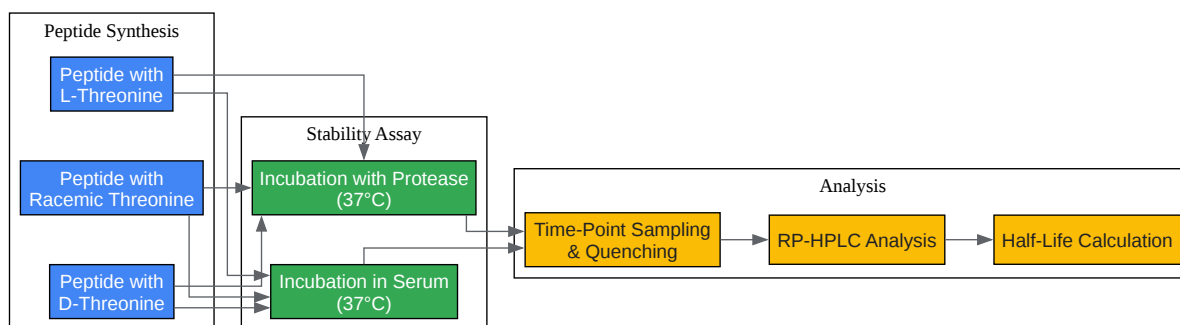 Peptide Synthesis
Peptide with
L-Threonine
Peptide with
Racemic Threonine
Peptide with
D-Threonine
Stability Assay
Incubation with Protease
(37°C)
Incubation in Serum
(37°C)
Analysis
Time-Point Sampling
& Quenching
RP-HPLC Analysis
Half-Life Calculation